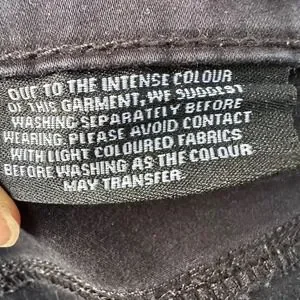 DUE TO THE INTENSE COLOUR
OF THIS GARMENT, WE SUGGEST
WASHING SEPARATELY BEFORE
WEARING. PLEASE AVOID CONTACT
WITH LIGHT COLOURED FABRICS
BEFORE WASHING AS THE COLOUR
MAY TRANSFER